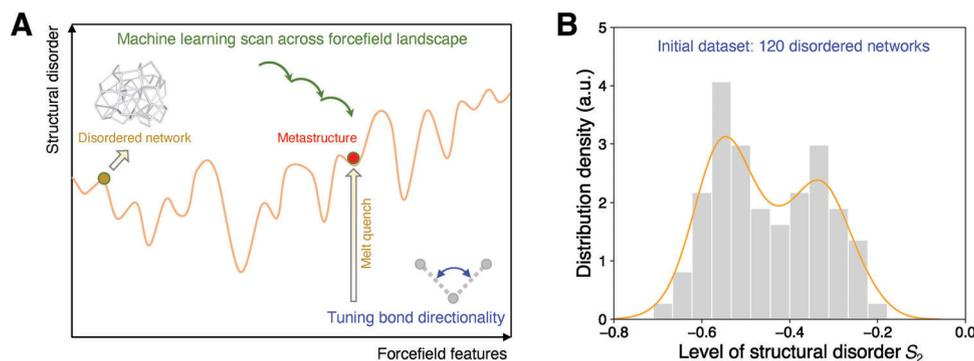 A
Structural disorder
Machine learning scan across forcefield landscape
Disordered network
Metastructure
Melt quench
Tuning bond directionality
Forcefield features
B
Distribution density (a.u.)
5
4
3
2
1
0
Initial dataset: 120 disordered networks
−0.8
−0.6
−0.4
−0.2
0.0
Level of structural disorder S₂